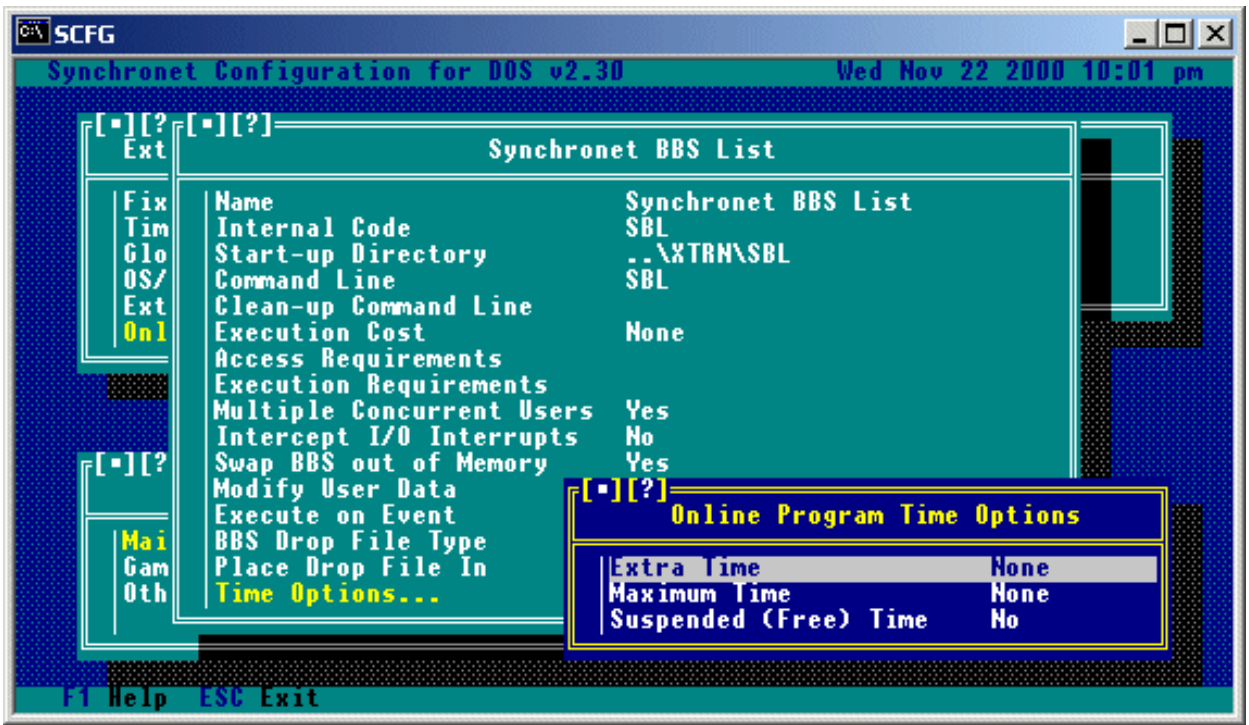 SCFG
Synchronet Configuration for DOS v2.30 Wed Nov 22 2000 10:01 pm
[▪][? [▪][?]
Ext Synchronet BBS List
Fix Name Synchronet BBS List
Tim Internal Code SBL
Glo Start-up Directory ..\XTRN\SBL
OS/ Command Line SBL
Ext Clean-up Command Line
Onl Execution Cost None
Access Requirements
Execution Requirements
Multiple Concurrent Users Yes
Intercept I/O Interrupts No
[▪][? Swap BBS out of Memory Yes
Modify User Data [▪][?]
Execute on Event Online Program Time Options
Mai BBS Drop File Type
Gam Place Drop File In Extra Time None
Oth Time Options... Maximum Time None
Suspended (Free) Time No
F1 Help ESC Exit